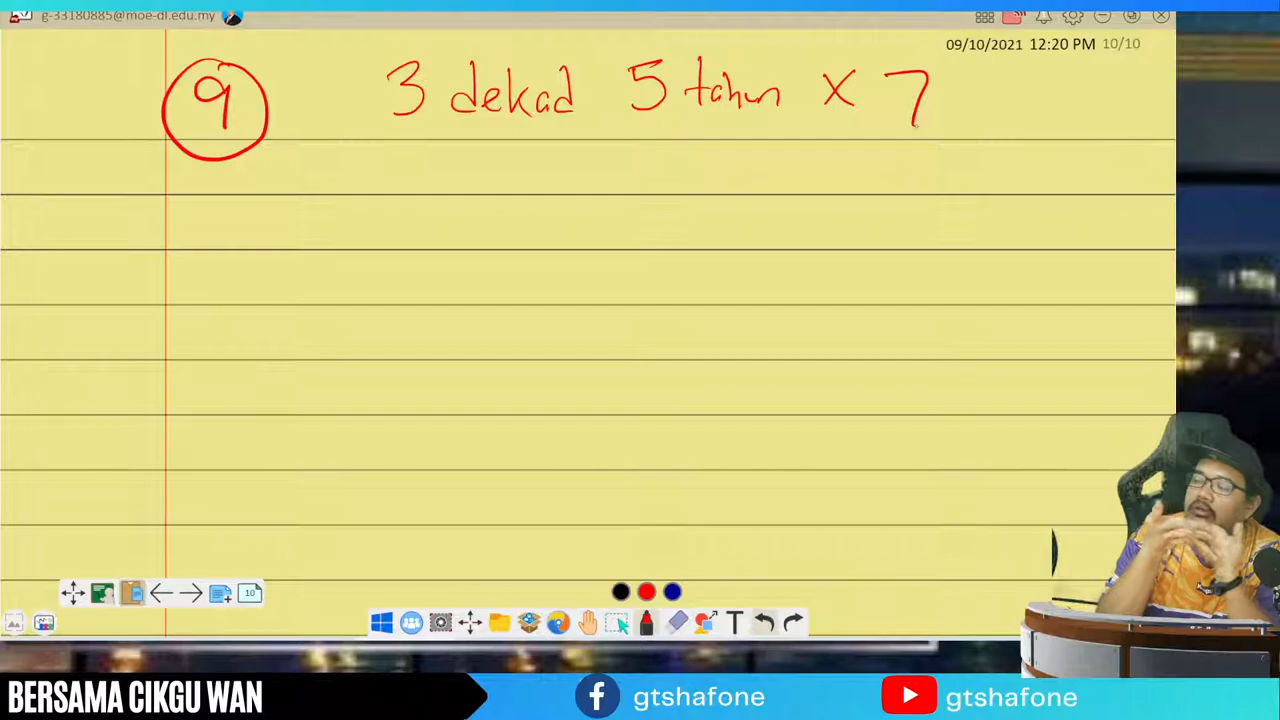 g-33180885@moe-dl.edu.my
09/10/2021 12:20 PM 10/10
9 3 dekad 5 tahun × 7
10
T
BERSAMA CIKGU WAN gtshafone gtshafone